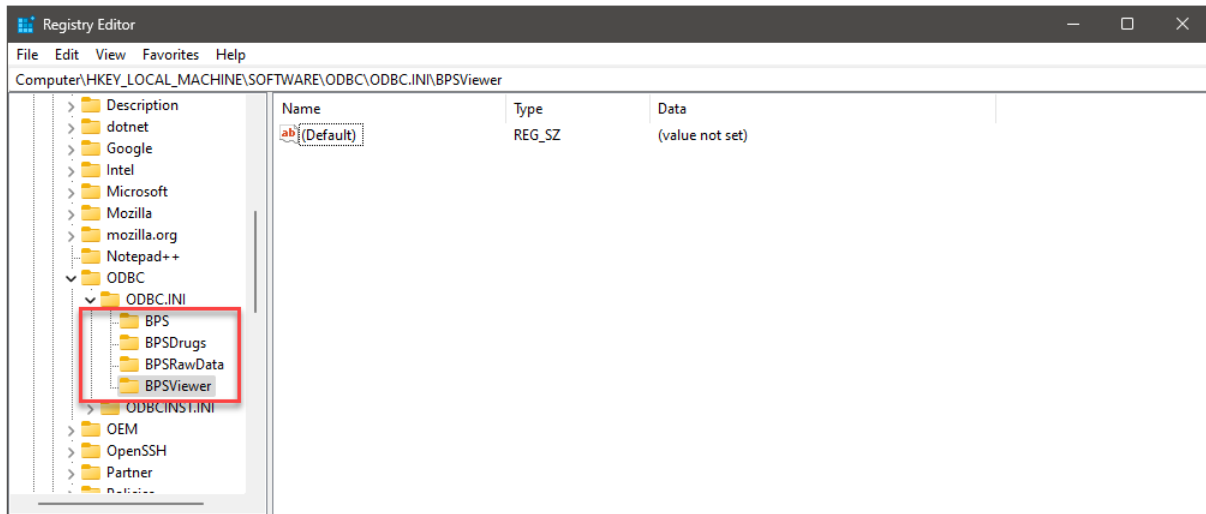 Registry Editor
File Edit View Favorites Help
Computer\HKEY_LOCAL_MACHINE\SOFTWARE\ODBC\ODBC.INI\BPSViewer
Name Type Data
ab (Default) REG_SZ (value not set)
Description
dotnet
Google
Intel
Microsoft
Mozilla
mozilla.org
Notepad++
ODBC
ODBC.INI
BPS
BPSDrugs
BPSRawData
BPSViewer
ODBCINST.INI
OEM
OpenSSH
Partner
Policies